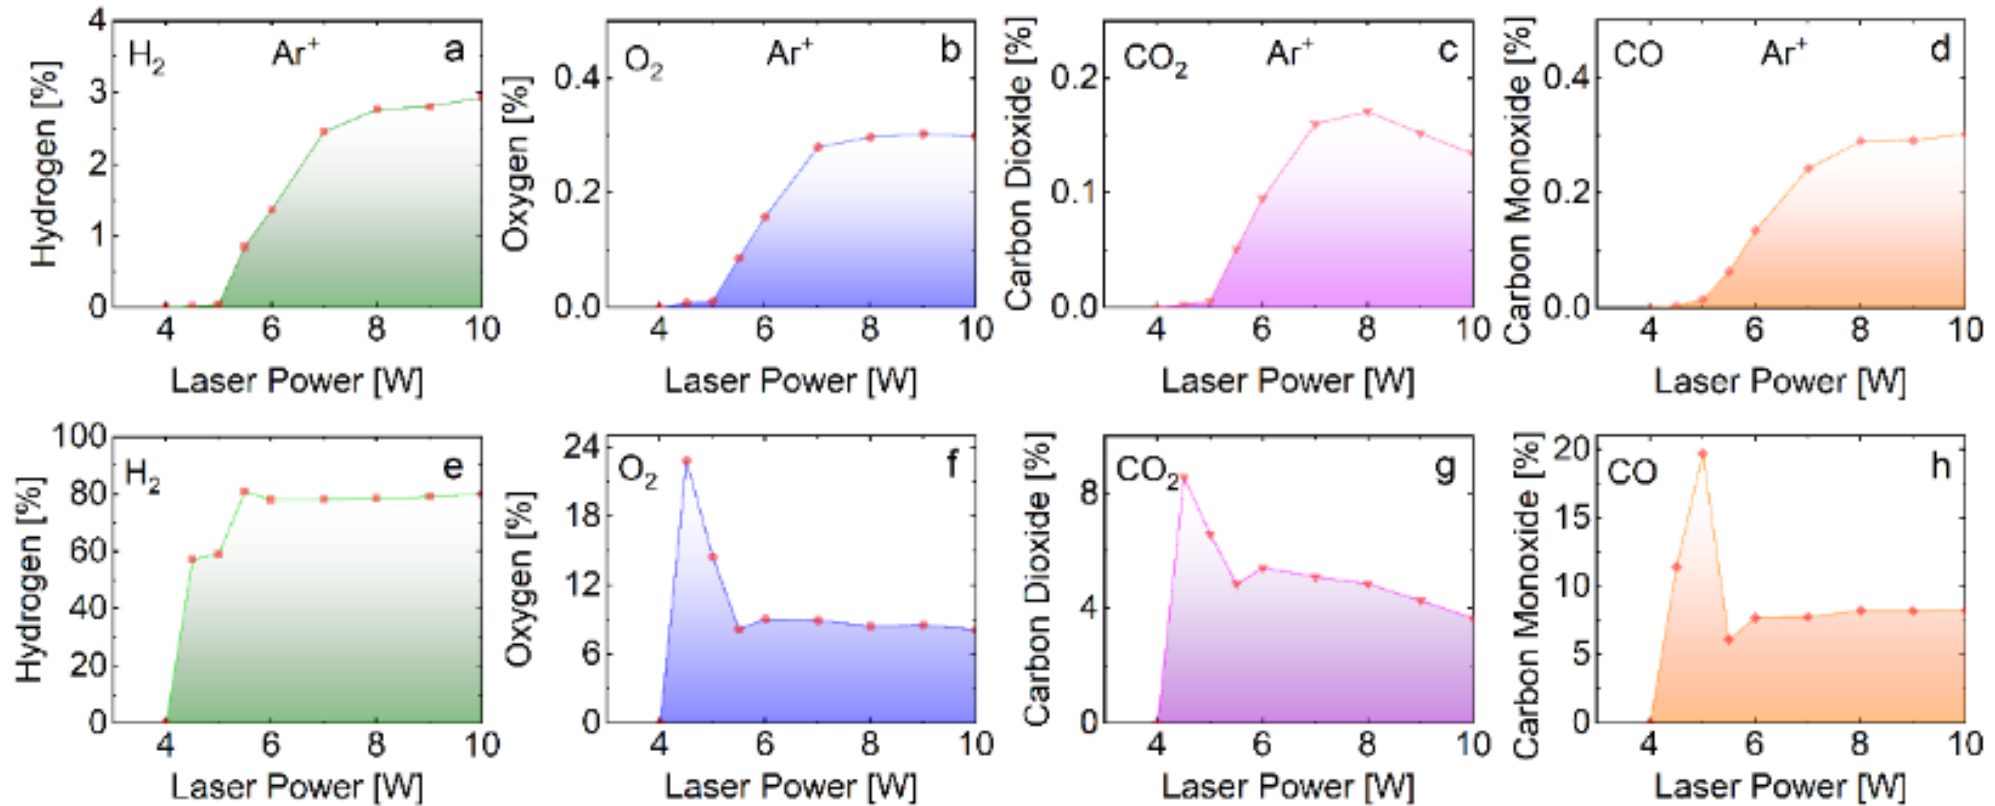 H2 Ar+ a
Hydrogen [%]
4
3
2
1
0
4 6 8 10
Laser Power [W]
O2 Ar+ b
Oxygen [%]
0.4
0.2
0.0
4 6 8 10
Laser Power [W]
CO2 Ar+ c
Carbon Dioxide [%]
0.2
0.1
0.0
4 6 8 10
Laser Power [W]
CO Ar+ d
Carbon Monoxide [%]
0.4
0.2
0.0
4 6 8 10
Laser Power [W]
H2 e
Hydrogen [%]
100
80
60
40
20
0
4 6 8 10
Laser Power [W]
O2 f
Oxygen [%]
24
18
12
6
0
4 6 8 10
Laser Power [W]
CO2 g
Carbon Dioxide [%]
8
4
0
4 6 8 10
Laser Power [W]
CO h
Carbon Monoxide [%]
20
15
10
5
0
4 6 8 10
Laser Power [W]